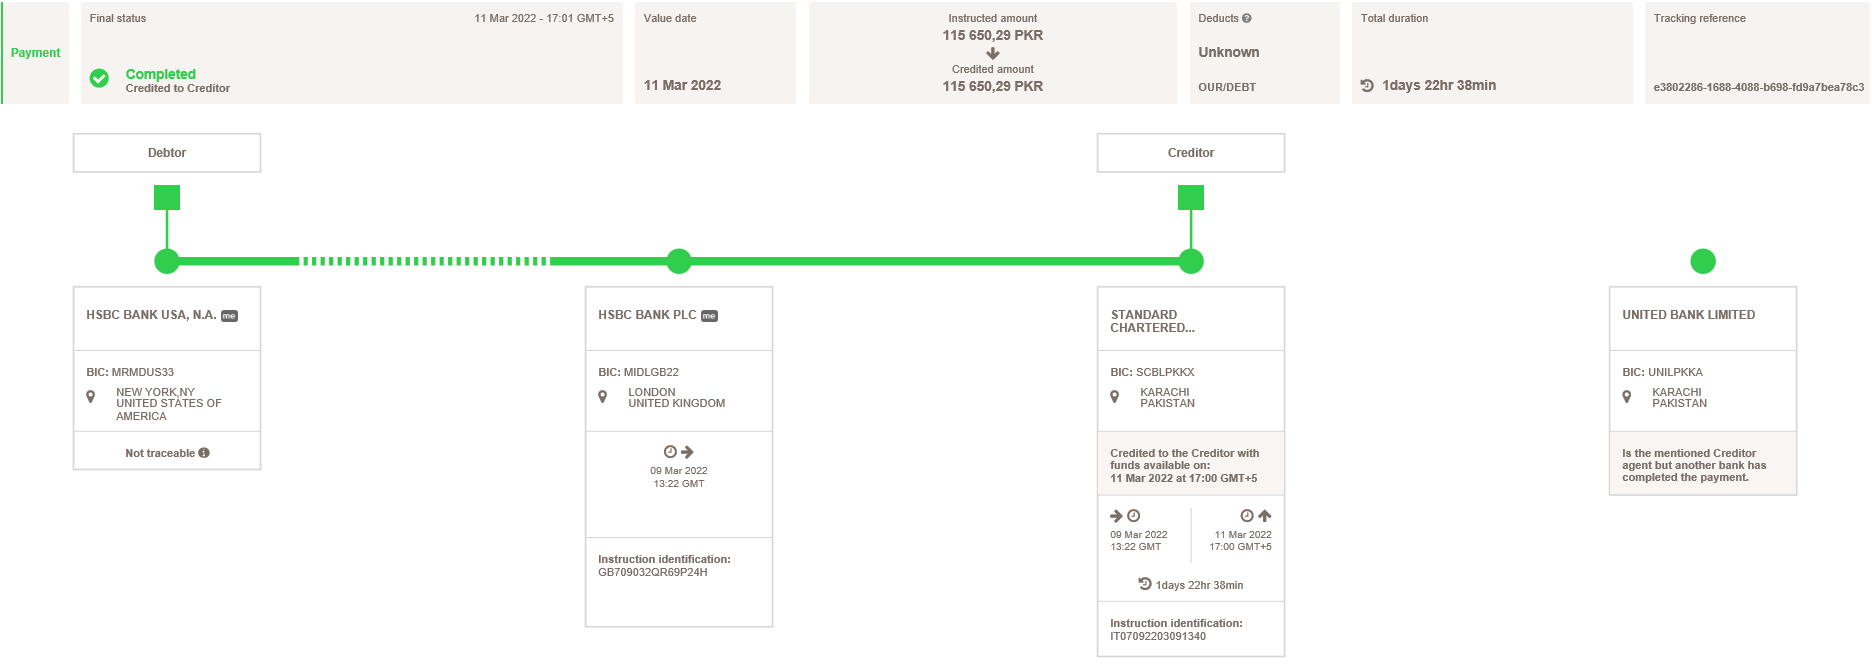 Payment
Final status
11 Mar 2022 - 17:01 GMT+5
Completed
Credited to Creditor
Value date
11 Mar 2022
Instructed amount
115 650,29 PKR
Credited amount
115 650,29 PKR
Deducts ?
Unknown
OUR/DEBT
Total duration
1days 22hr 38min
Tracking reference
e3802286-1688-4088-b698-fd9a7bea78c3
Debtor
Creditor
HSBC BANK USA, N.A. me
BIC: MRMDUS33
NEW YORK,NY
UNITED STATES OF
AMERICA
Not traceable i
HSBC BANK PLC me
BIC: MIDLGB22
LONDON
UNITED KINGDOM
09 Mar 2022
13:22 GMT
Instruction identification:
GB709032QR69P24H
STANDARD
CHARTERED...
BIC: SCBLPKKX
KARACHI
PAKISTAN
Credited to the Creditor with
funds available on:
11 Mar 2022 at 17:00 GMT+5
09 Mar 2022
13:22 GMT
11 Mar 2022
17:00 GMT+5
1days 22hr 38min
Instruction identification:
IT07092203091340
UNITED BANK LIMITED
BIC: UNILPKKA
KARACHI
PAKISTAN
Is the mentioned Creditor
agent but another bank has
completed the payment.